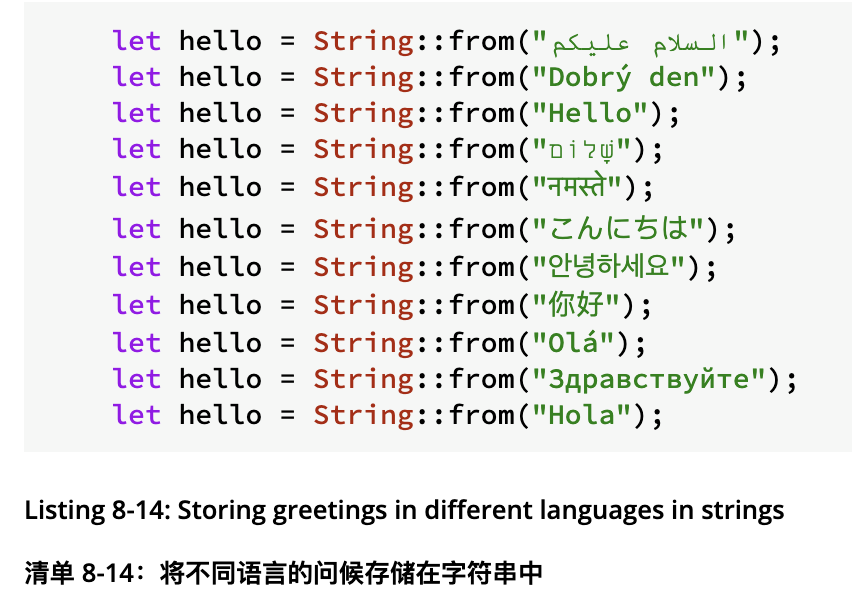 let hello = String::from("السلام عليكم");
let hello = String::from("Dobrý den");
let hello = String::from("Hello");
let hello = String::from("שָׁלוֹם");
let hello = String::from("नमस्ते");
let hello = String::from("こんにちは");
let hello = String::from("안녕하세요");
let hello = String::from("你好");
let hello = String::from("Olá");
let hello = String::from("Здравствуйте");
let hello = String::from("Hola");
Listing 8-14: Storing greetings in different languages in strings
清单 8-14：将不同语言的问候存储在字符串中